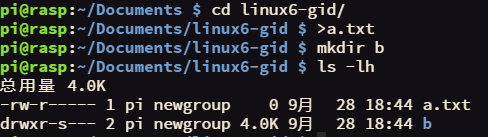 pi@rasp:~/Documents $ cd linux6-gid/
pi@rasp:~/Documents/linux6-gid $ >a.txt
pi@rasp:~/Documents/linux6-gid $ mkdir b
pi@rasp:~/Documents/linux6-gid $ ls -lh
总用量 4.0K
-rw-r----- 1 pi newgroup    0 9月  28 18:44 a.txt
drwxr-s--- 2 pi newgroup 4.0K 9月  28 18:44 b